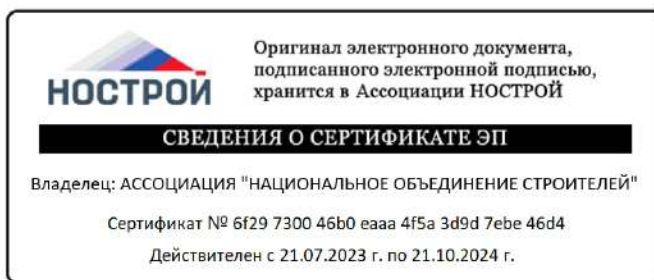 НОСТРОЙ
Оригинал электронного документа,
подписанного электронной подписью,
хранится в Ассоциации НОСТРОЙ
СВЕДЕНИЯ О СЕРТИФИКАТЕ ЭП
Владелец: АССОЦИАЦИЯ "НАЦИОНАЛЬНОЕ ОБЪЕДИНЕНИЕ СТРОИТЕЛЕЙ"
Сертификат № 6f29 7300 46b0 eaaa 4f5a 3d9d 7ebe 46d4
Действителен с 21.07.2023 г. по 21.10.2024 г.